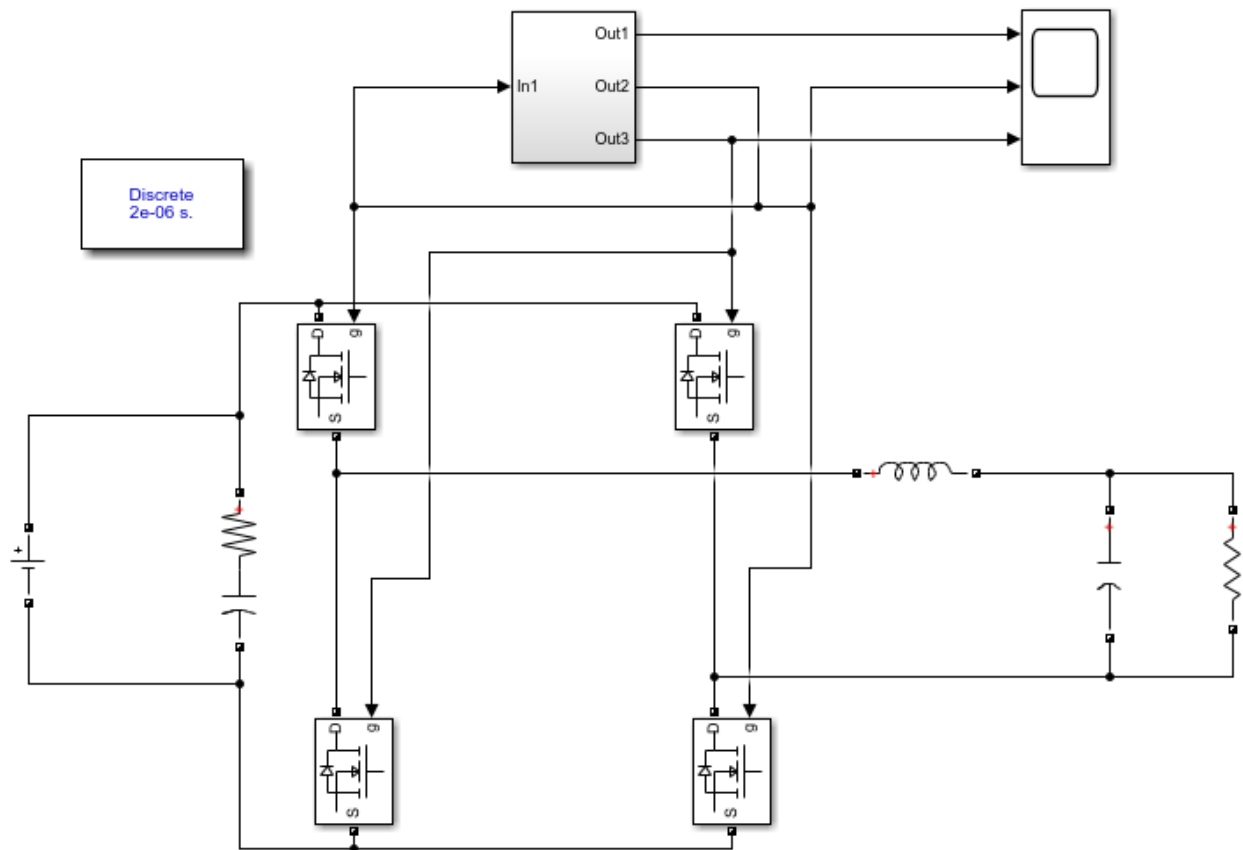 Out1
In1
Out2
Out3
Discrete
2e-06 s.
D
g
S
D
g
S
+
+
+
+
+
D
g
S
D
g
S